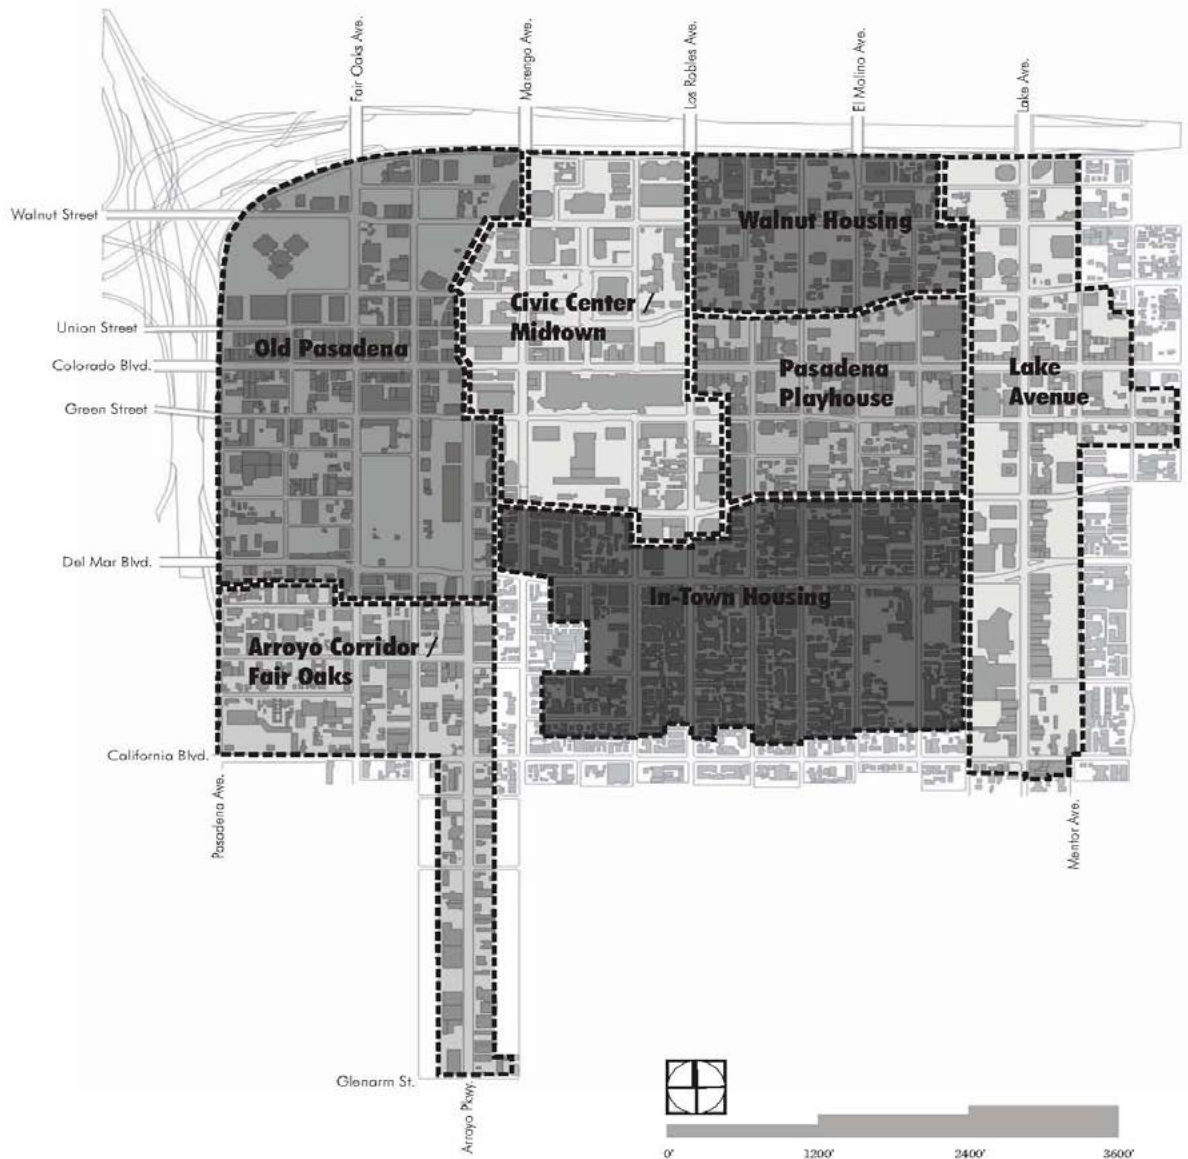 Fair Oaks Ave.
Marengo Ave.
Los Robles Ave.
El Molino Ave.
Lake Ave.
Walnut Street
Walnut Housing
Civic Center /
Midtown
Union Street
Old Pasadena
Colorado Blvd.
Pasadena
Playhouse
Lake
Avenue
Green Street
Del Mar Blvd.
In-Town Housing
Arroyo Corridor /
Fair Oaks
California Blvd.
Pasadena Ave.
Mentor Ave.
Glenarm St.
Arroyo Pkwy.
0'
1200'
2400'
3600'